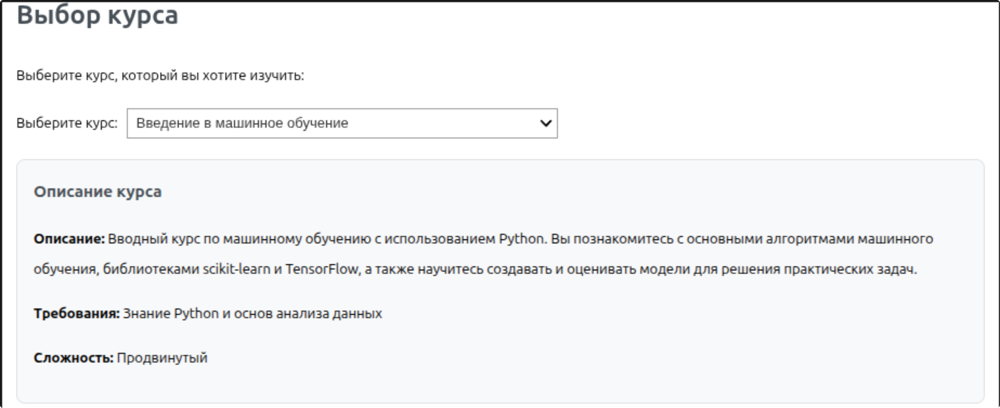 Выбор курса
Выберите курс, который вы хотите изучить:
Выберите курс: Введение в машинное обучение
Описание курса
Описание: Вводный курс по машинному обучению с использованием Python. Вы познакомитесь с основными алгоритмами машинного
обучения, библиотеками scikit-learn и TensorFlow, а также научитесь создавать и оценивать модели для решения практических задач.
Требования: Знание Python и основ анализа данных
Сложность: Продвинутый